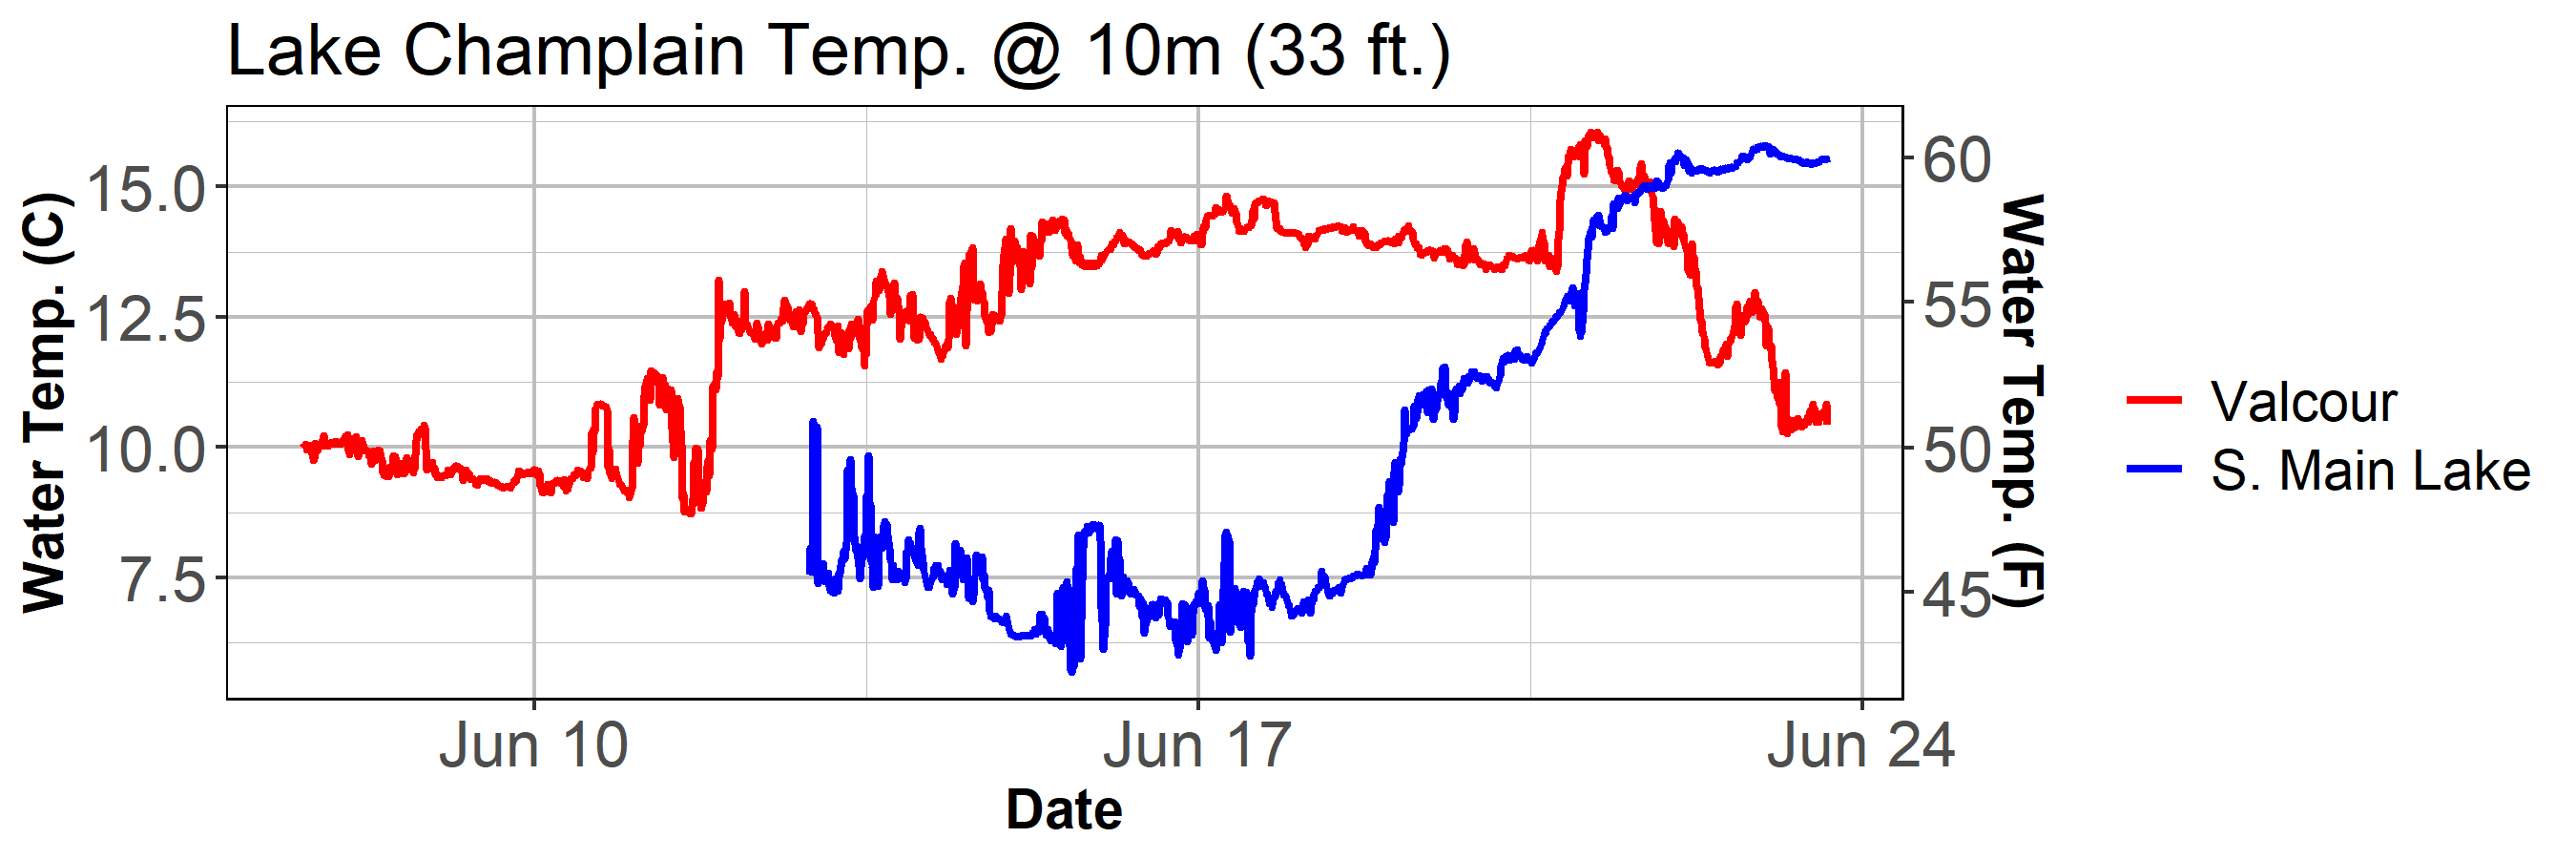 Lake Champlain Temp. @ 10m (33 ft.)
Water Temp. (C)
15.0
12.5
10.0
7.5
60
55
50
45
Water Temp. (F)
Jun 10
Jun 17
Jun 24
Date
Valcour
S. Main Lake